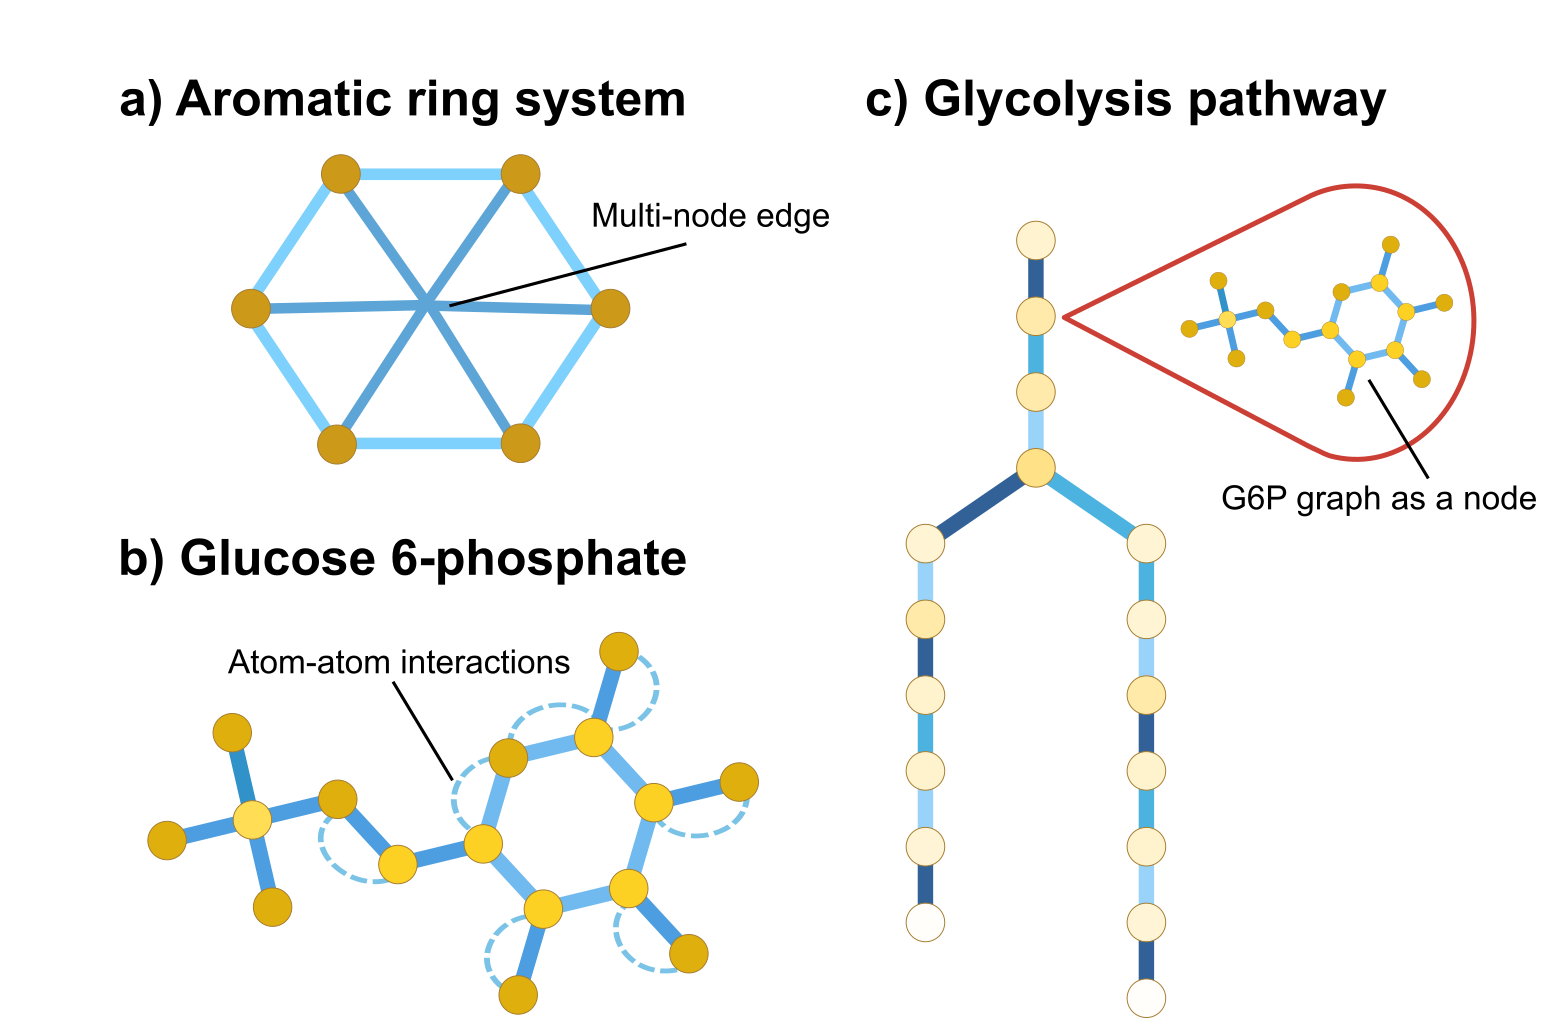 a) Aromatic ring system
Multi-node edge
b) Glucose 6-phosphate
Atom-atom interactions
c) Glycolysis pathway
G6P graph as a node